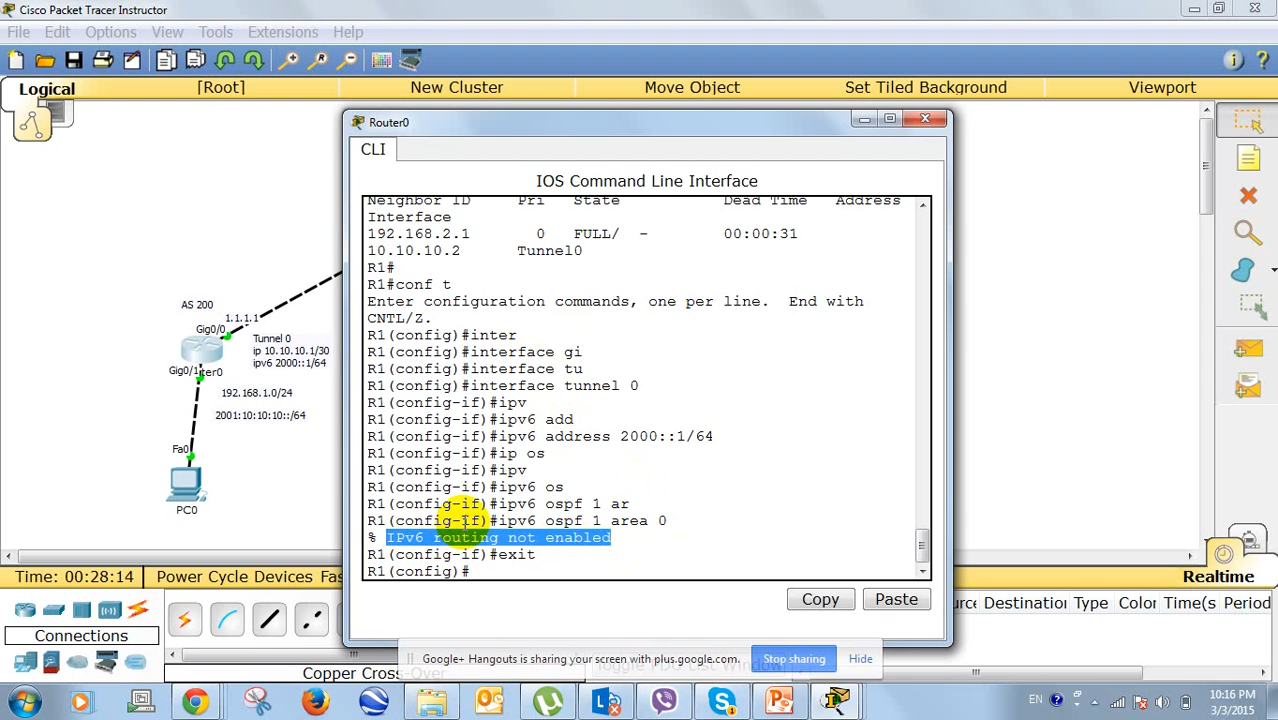 Cisco Packet Tracer Instructor
File Edit Options View Tools Extensions Help
Logical [Root] New Cluster Move Object Set Tiled Background Viewport
Router0
CLI
IOS Command Line Interface
Neighbor ID Pri State Dead Time Address
Interface
192.168.2.1 0 FULL/ - 00:00:31
10.10.10.2 Tunnel0
R1#
R1#conf t
Enter configuration commands, one per line. End with
CNTL/Z.
R1(config)#inter
R1(config)#interface gi
R1(config)#interface tu
R1(config)#interface tunnel 0
R1(config-if)#ipv
R1(config-if)#ipv6 add
R1(config-if)#ipv6 address 2000::1/64
R1(config-if)#ip os
R1(config-if)#ipv
R1(config-if)#ipv6 os
R1(config-if)#ipv6 ospf 1 ar
R1(config-if)#ipv6 ospf 1 area 0
% IPv6 routing not enabled
R1(config-if)#exit
R1(config)#
Copy Paste
AS 200
1.1.1.1
Gig0/0
Tunnel 0
ip 10.10.10.1/30
ipv6 2000::1/64
Gig0/1 ter0
192.168.1.0/24
2001:10:10:10::/64
Fa0
PC0
Time: 00:28:14 Power Cycle Devices Realtime
Destination Type Color Time(s) Period
Connections
Copper Cross-Over
Google+ Hangouts is sharing your screen with plus.google.com. Stop sharing Hide
EN
10:16 PM
3/3/2015